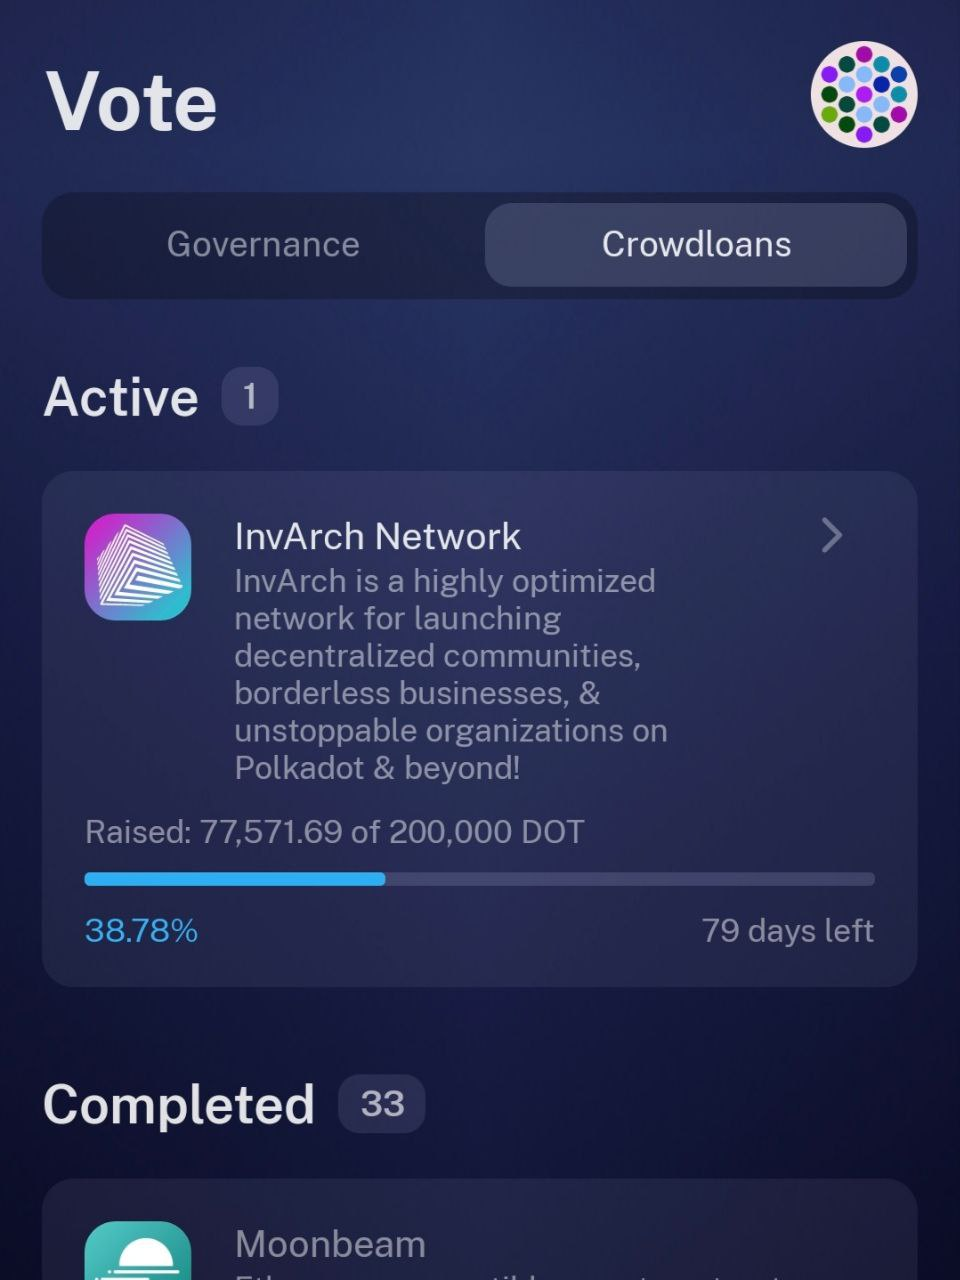 Vote
Governance
Crowdloans
Active 1
InvArch Network
InvArch is a highly optimized
network for launching
decentralized communities,
borderless businesses, &
unstoppable organizations on
Polkadot & beyond!
Raised: 77,571.69 of 200,000 DOT
38.78%
79 days left
Completed 33
Moonbeam